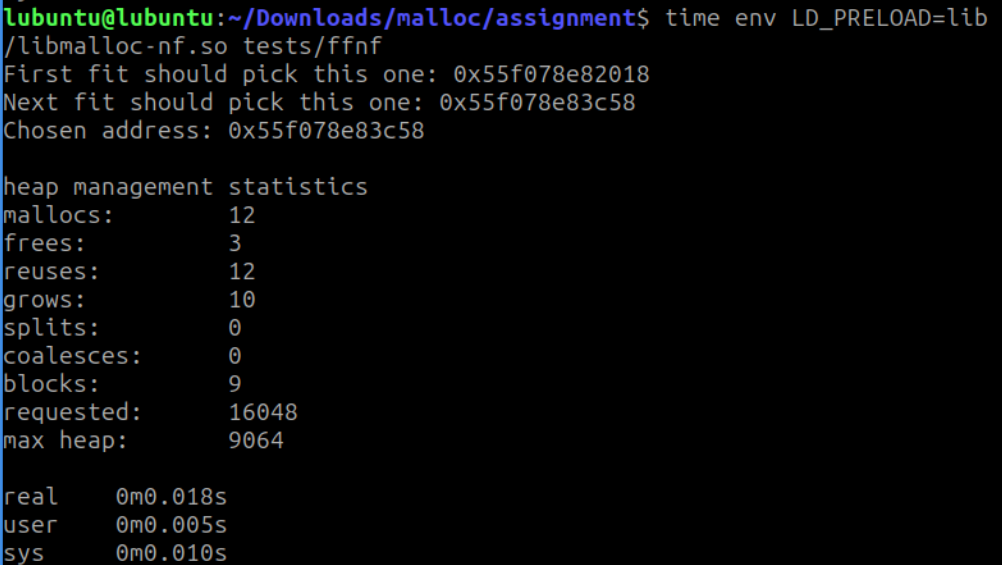 lubuntu@lubuntu:~/Downloads/malloc/assignment$ time env LD_PRELOAD=lib
/libmalloc-nf.so tests/ffnf
First fit should pick this one: 0x55f078e82018
Next fit should pick this one: 0x55f078e83c58
Chosen address: 0x55f078e83c58

heap management statistics
mallocs:        12
frees:          3
reuses:         12
grows:          10
splits:         0
coalesces:      0
blocks:         9
requested:      16048
max heap:       9064

real    0m0.018s
user    0m0.005s
sys     0m0.010s